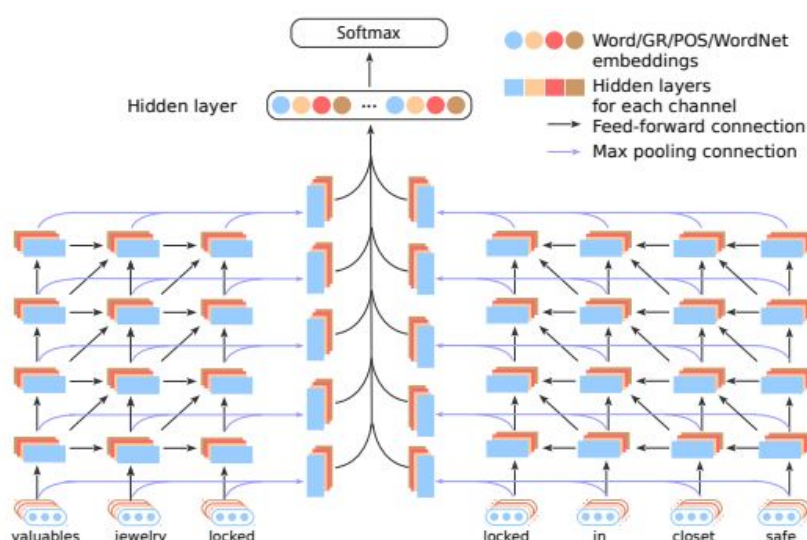 Softmax
Word/GR/POS/WordNet
embeddings
Hidden layer
...
Hidden layers
for each channel
Feed-forward connection
Max pooling connection
valuables jewelry locked locked in closet safe